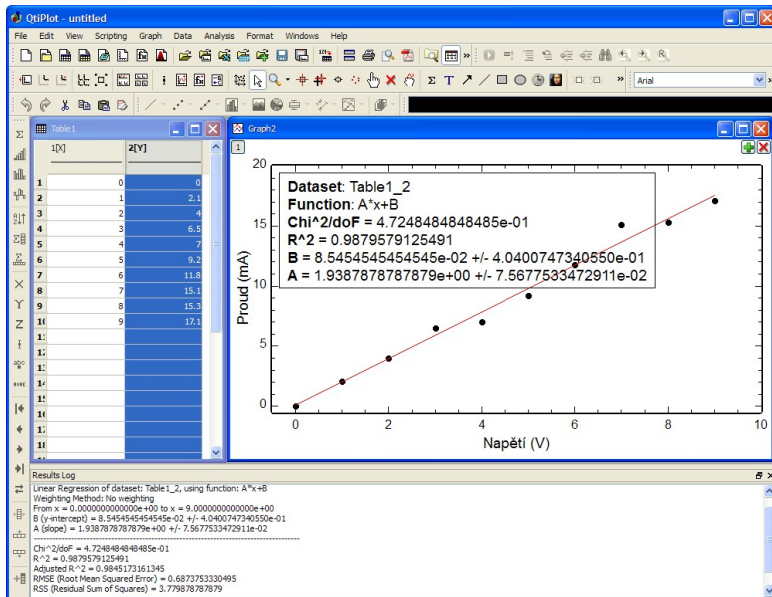 QtiPlot - untitled
File Edit View Scripting Graph Data Analysis Format Windows Help
Arial
Table1
1[X] 2[Y]
1 0 0
2 1 2.1
3 2 4
4 3 6.5
5 4 7
6 5 9.2
7 6 11.8
8 7 15.1
9 8 15.3
10 9 17.1
Graph2
1
Dataset: Table1_2
Function: A*x+B
Chi^2/doF = 4.7248484848485e-01
R^2 = 0.9879579125491
B = 8.5454545454545e-02 +/- 4.0400747340550e-01
A = 1.9387878787879e+00 +/- 7.5677533472911e-02
Proud (mA)
20
15
10
5
0
0 2 4 6 8 10
Napětí (V)
Results Log
Linear Regression of dataset: Table1_2, using function: A*x+B
Weighting Method: No weighting
From x = 0.0000000000000e+00 to x = 9.0000000000000e+00
B (y-intercept) = 8.5454545454545e-02 +/- 4.0400747340550e-01
A (slope) = 1.9387878787879e+00 +/- 7.5677533472911e-02
--------------------------------------------------------------------------------------
Chi^2/doF = 4.7248484848485e-01
R^2 = 0.9879579125491
Adjusted R^2 = 0.9845173161345
RMSE (Root Mean Squared Error) = 0.6873753330495
RSS (Residual Sum of Squares) = 3.779878787879